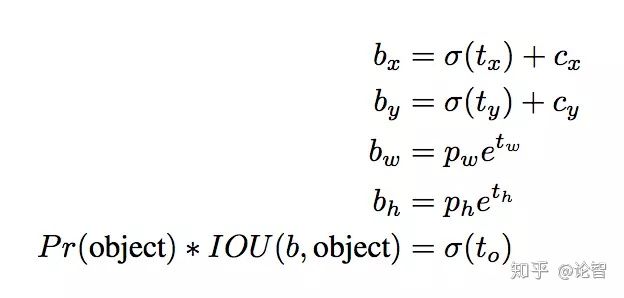 b_x = σ(t_x) + c_x
b_y = σ(t_y) + c_y
b_w = p_w e^{t_w}
b_h = p_h e^{t_h}
Pr(object) * IOU(b, object) = σ(t_o)
知乎 @论智